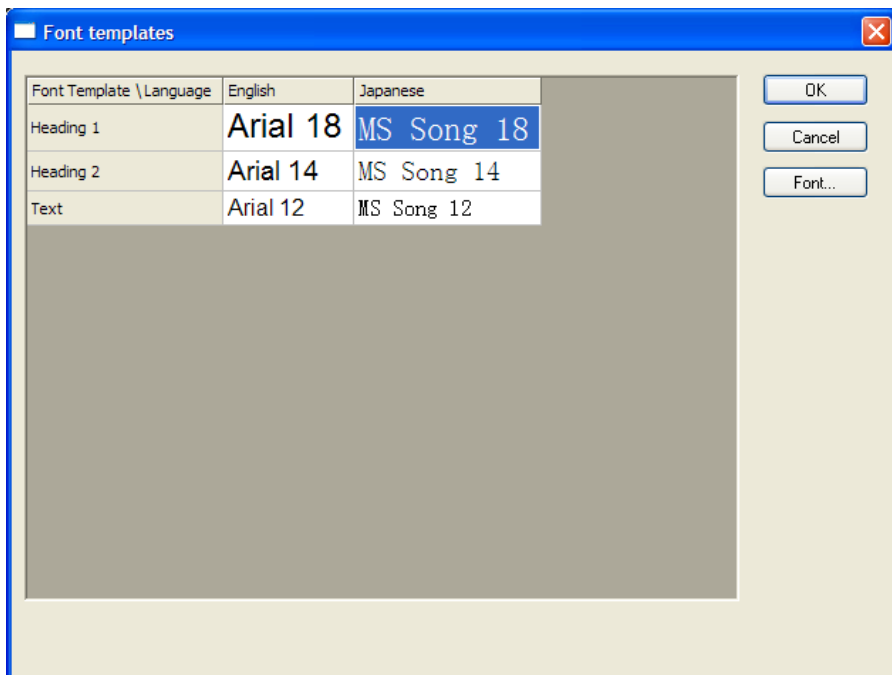 Font templates
Font Template \ Language English Japanese OK
Heading 1 Arial 18 MS Song 18 Cancel
Heading 2 Arial 14 MS Song 14 Font...
Text Arial 12 MS Song 12